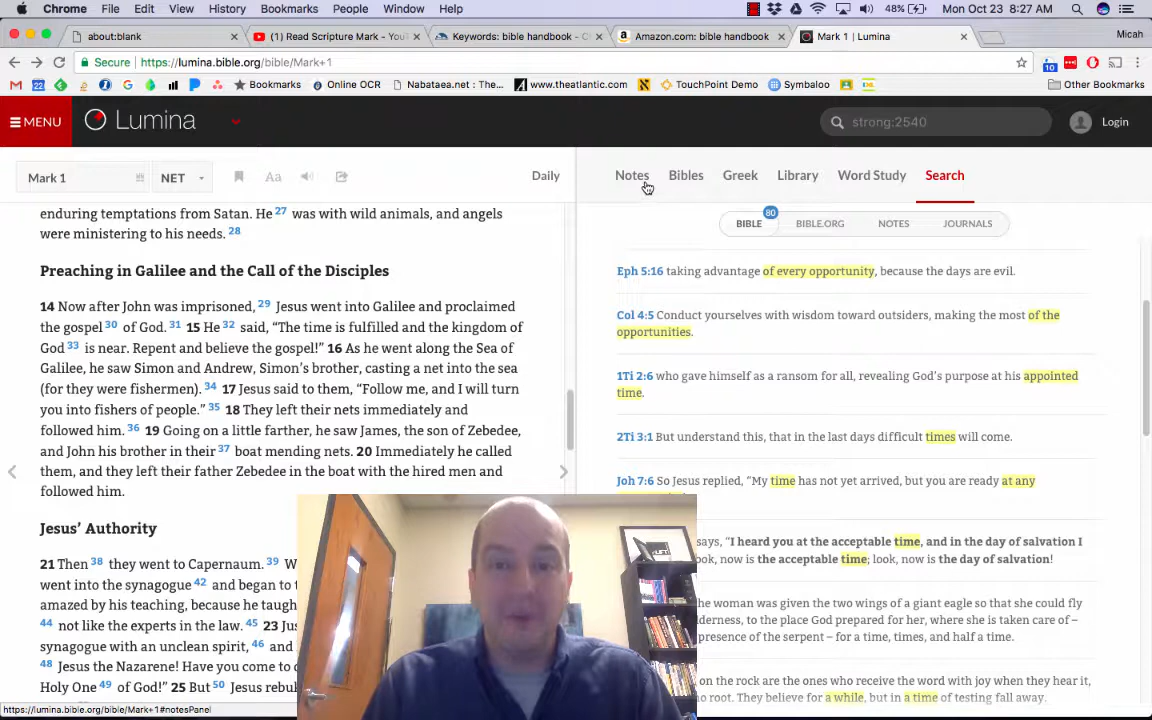 Chrome File Edit View History Bookmarks People Window Help 48% Mon Oct 23 8:27 AM
about:blank (1) Read Scripture Mark - You Keywords: bible handbook - C Amazon.com: bible handbook Mark 1 | Lumina Micah
Secure https://lumina.bible.org/bible/Mark+1 10
22 Bookmarks Online OCR Nabataea.net : The... www.theatlantic.com TouchPoint Demo Symbaloo Other Bookmarks
MENU Lumina strong:2540 Login
Mark 1 NET Aa Daily
enduring temptations from Satan. He 27 was with wild animals, and angels
were ministering to his needs. 28
Preaching in Galilee and the Call of the Disciples
14 Now after John was imprisoned, 29 Jesus went into Galilee and proclaimed
the gospel 30 of God. 31 15 He 32 said, “The time is fulfilled and the kingdom of
God 33 is near. Repent and believe the gospel!” 16 As he went along the Sea of
Galilee, he saw Simon and Andrew, Simon’s brother, casting a net into the sea
(for they were fishermen). 34 17 Jesus said to them, “Follow me, and I will turn
you into fishers of people.” 35 18 They left their nets immediately and
followed him. 36 19 Going on a little farther, he saw James, the son of Zebedee,
and John his brother in their 37 boat mending nets. 20 Immediately he called
them, and they left their father Zebedee in the boat with the hired men and
followed him.
Jesus’ Authority
21 Then 38 they went to Capernaum. 39 W
went into the synagogue 42 and began to t
amazed by his teaching, because he taugh
44 not like the experts in the law. 45 23 Jus
synagogue with an unclean spirit, 46 and
48 Jesus the Nazarene! Have you come to
Holy One 49 of God!” 25 But 50 Jesus rebu
https://lumina.bible.org/bible/Mark+1#notesPanel
Notes Bibles Greek Library Word Study Search
BIBLE 80 BIBLE.ORG NOTES JOURNALS
Eph 5:16 taking advantage of every opportunity, because the days are evil.
Col 4:5 Conduct yourselves with wisdom toward outsiders, making the most of the
opportunities.
1Ti 2:6 who gave himself as a ransom for all, revealing God’s purpose at his appointed
time.
2Ti 3:1 But understand this, that in the last days difficult times will come.
Joh 7:6 So Jesus replied, “My time has not yet arrived, but you are ready at any
says, “I heard you at the acceptable time, and in the day of salvation I
ook, now is the acceptable time; look, now is the day of salvation!
he woman was given the two wings of a giant eagle so that she could fly
derness, to the place God prepared for her, where she is taken care of –
presence of the serpent – for a time, times, and half a time.
on the rock are the ones who receive the word with joy when they hear it,
no root. They believe for a while, but in a time of testing fall away.